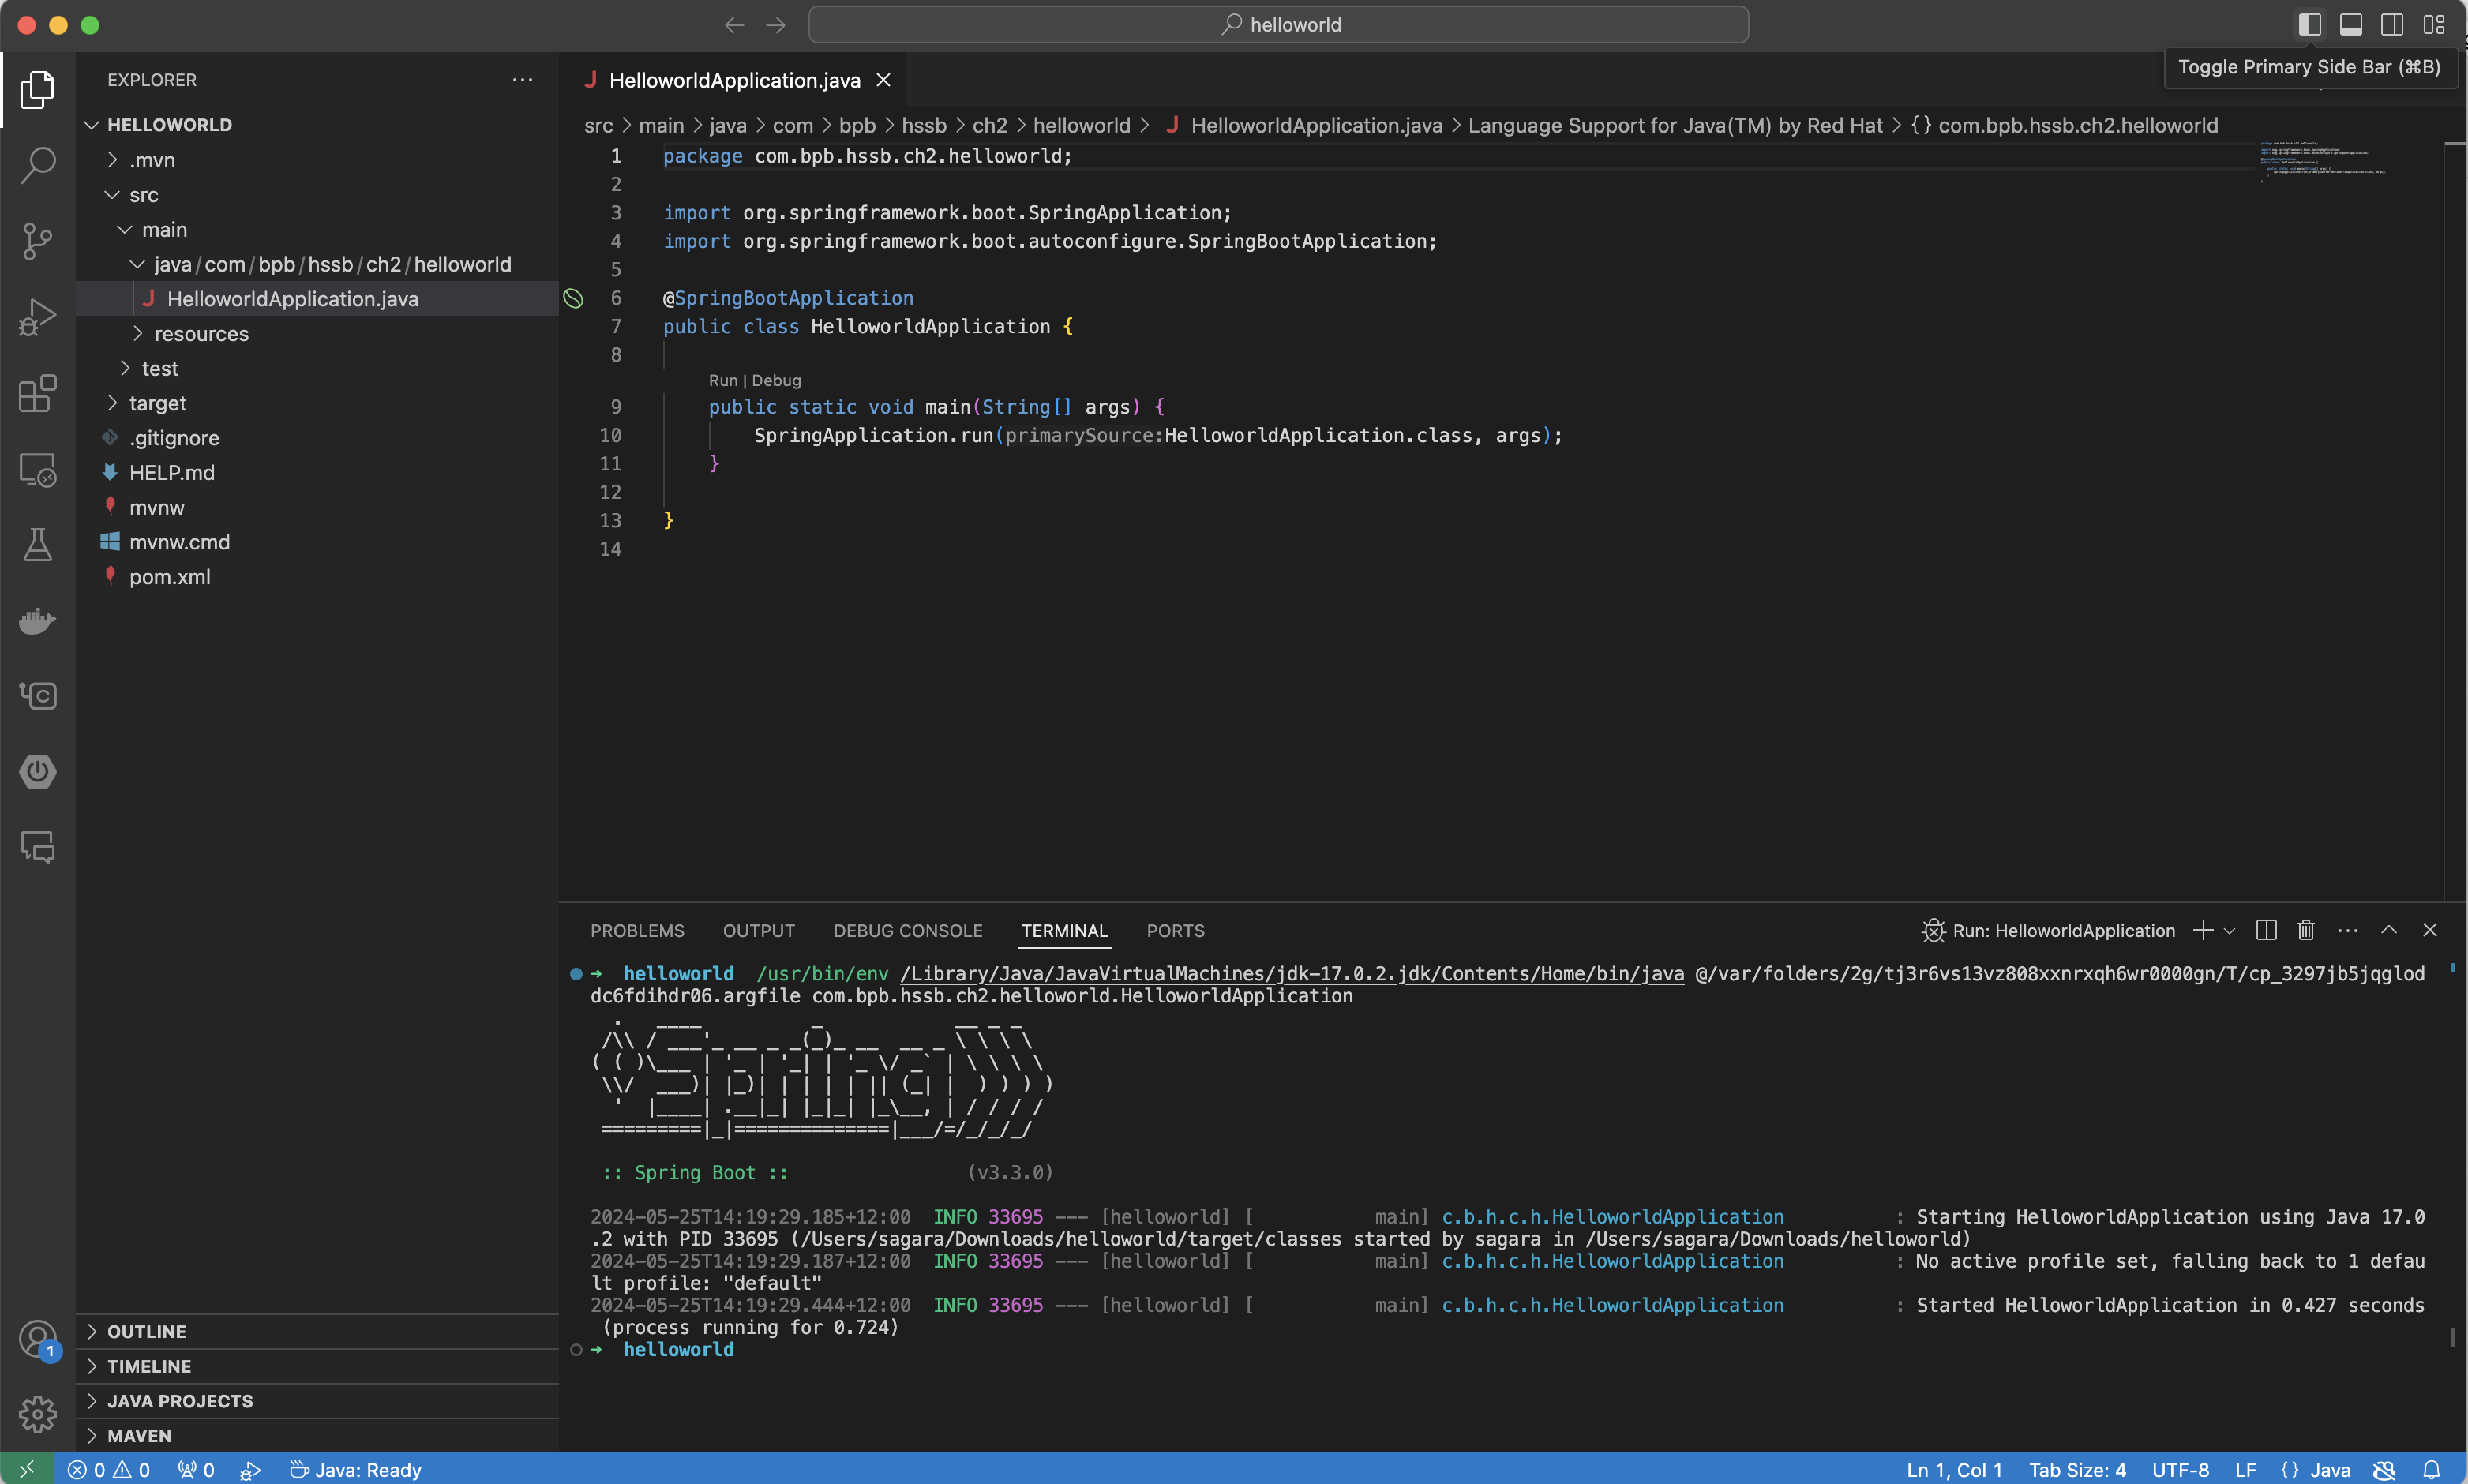 helloworld
Toggle Primary Side Bar (⌘B)
EXPLORER
HELLOWORLD
.mvn
src
main
java/com/bpb/hssb/ch2/helloworld
HelloworldApplication.java
resources
test
target
.gitignore
HELP.md
mvnw
mvnw.cmd
pom.xml
OUTLINE
TIMELINE
JAVA PROJECTS
MAVEN
HelloworldApplication.java
src > main > java > com > bpb > hssb > ch2 > helloworld > HelloworldApplication.java > Language Support for Java(TM) by Red Hat > {} com.bpb.hssb.ch2.helloworld
1 package com.bpb.hssb.ch2.helloworld;
2
3 import org.springframework.boot.SpringApplication;
4 import org.springframework.boot.autoconfigure.SpringBootApplication;
5
6 @SpringBootApplication
7 public class HelloworldApplication {
8
Run | Debug
9 public static void main(String[] args) {
10 SpringApplication.run(primarySource:HelloworldApplication.class, args);
11 }
12
13 }
14
PROBLEMS OUTPUT DEBUG CONSOLE TERMINAL PORTS
Run: HelloworldApplication
➜ helloworld /usr/bin/env /Library/Java/JavaVirtualMachines/jdk-17.0.2.jdk/Contents/Home/bin/java @/var/folders/2g/tj3r6vs13vz808xxnrxqh6wr0000gn/T/cp_3297jb5jqglod
dc6fdihdr06.argfile com.bpb.hssb.ch2.helloworld.HelloworldApplication
Spring
:: Spring Boot :: (v3.3.0)
2024-05-25T14:19:29.185+12:00 INFO 33695 --- [helloworld] [ main] c.b.h.c.h.HelloworldApplication : Starting HelloworldApplication using Java 17.0
.2 with PID 33695 (/Users/sagara/Downloads/helloworld/target/classes started by sagara in /Users/sagara/Downloads/helloworld)
2024-05-25T14:19:29.187+12:00 INFO 33695 --- [helloworld] [ main] c.b.h.c.h.HelloworldApplication : No active profile set, falling back to 1 defau
lt profile: "default"
2024-05-25T14:19:29.444+12:00 INFO 33695 --- [helloworld] [ main] c.b.h.c.h.HelloworldApplication : Started HelloworldApplication in 0.427 seconds
(process running for 0.724)
➜ helloworld
1
0 0 0 Java: Ready
Ln 1, Col 1 Tab Size: 4 UTF-8 LF {} Java